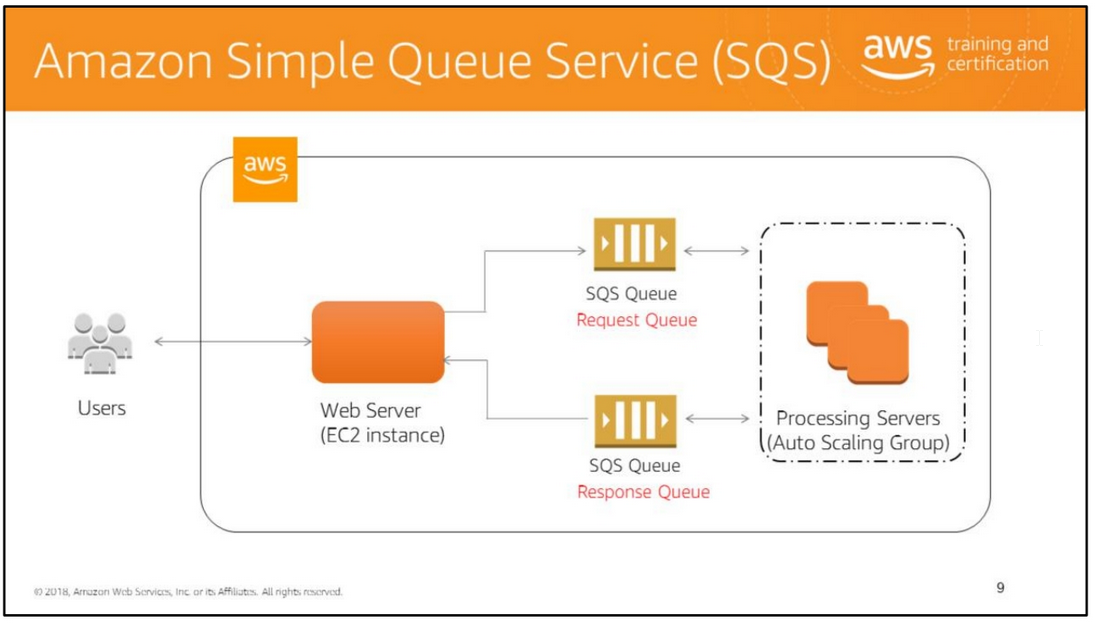 Amazon Simple Queue Service (SQS)
aws training and
certification
aws
SQS Queue
Request Queue
Users
Web Server
(EC2 instance)
Processing Servers
(Auto Scaling Group)
SQS Queue
Response Queue
© 2018, Amazon Web Services, Inc. or its Affiliates. All rights reserved.
9